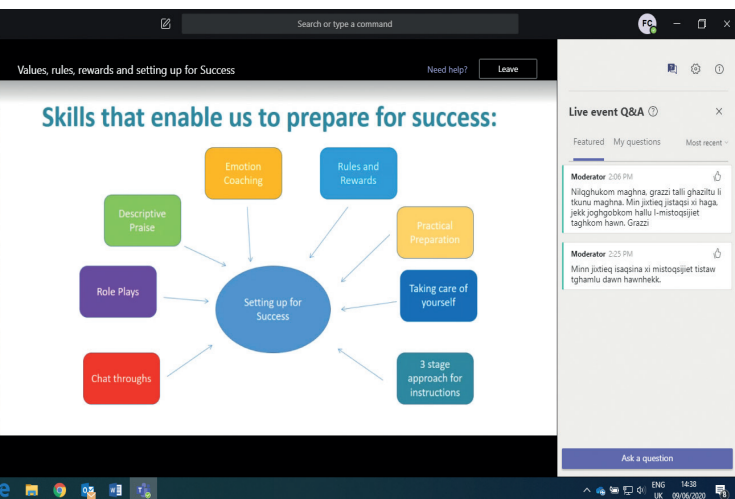 Search or type a command
FC
Values, rules, rewards and setting up for Success
Need help?
Leave
Skills that enable us to prepare for success:
Emotion
Coaching
Rules and
Rewards
Descriptive
Praise
Practical
Preparation
Role Plays
Setting up for
Success
Taking care of
yourself
Chat throughs
3 stage
approach for
instructions
Live event Q&A
Featured
My questions
Most recent
Moderator 2:06 PM
Nilqghukom maghna, grazzi talli ghaziltu li
tkunu maghna. Min jixtieq jistaqsi xi haga,
jekk joghgobkom hallu l-mistoqsijiet
taghkom hawn. Grazzi
Moderator 2:25 PM
Minn jixtieq isaqsina xi mistoqsijiet tistaw
tghamlu dawn hawnhekk.
Ask a question
ENG
UK
14:38
09/06/2020